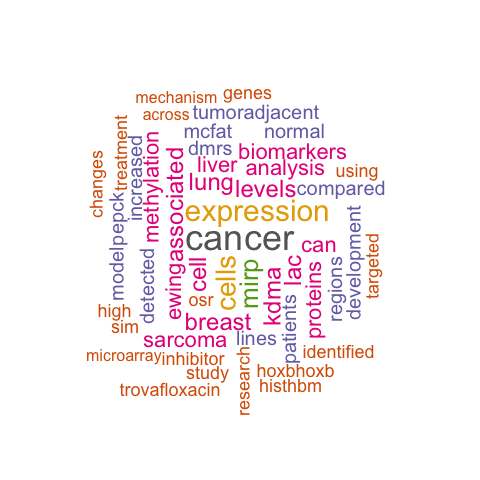 mechanism genes
across tumoradjacent
mcfat normal
dmrs biomarkers
liver analysis using
lung levels compared
changes treatment increased methylation associated
expression
cancer
modelpepck detected ewing cell cells mirp kdma lac can proteins regions development targeted
high osr
sim breast lines patients
sarcoma
microarray inhibitor identified
study research hoxbhoxb
trovafloxacin histhbm